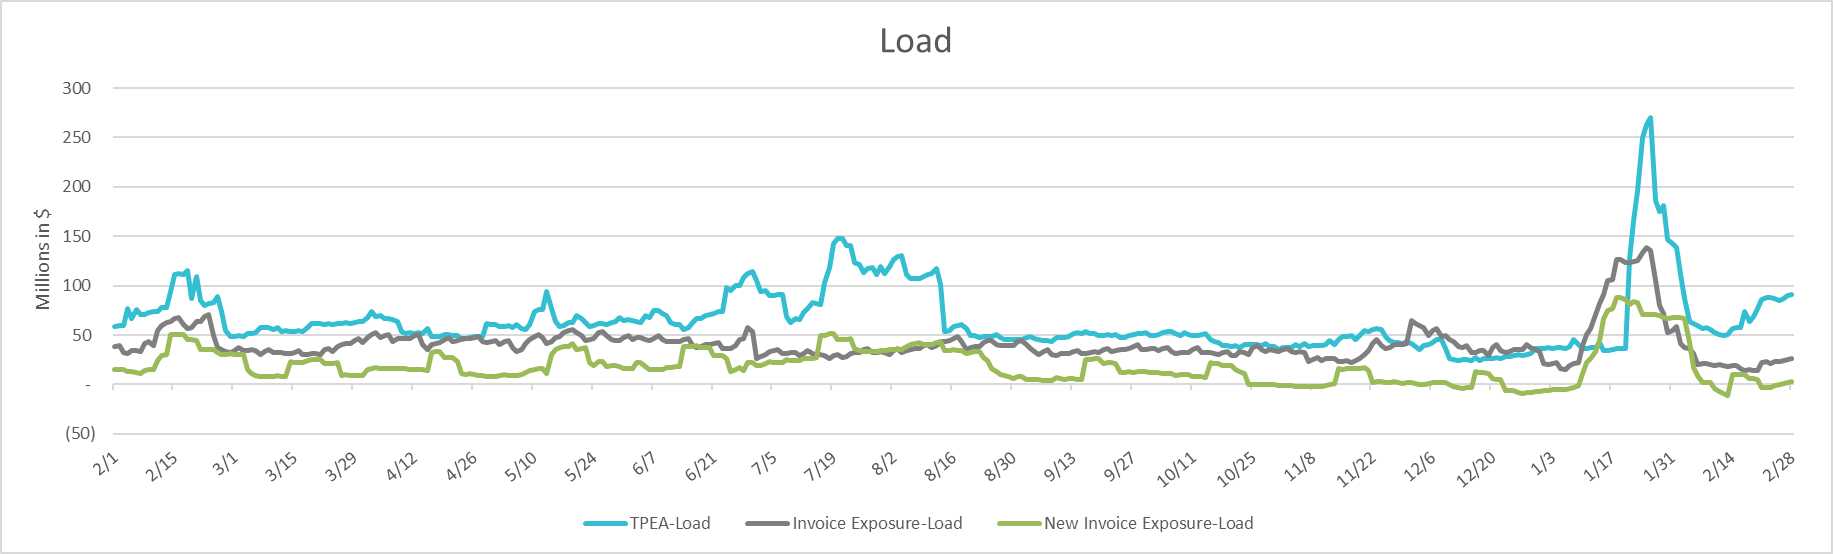 Load
Millions in $
300
250
200
150
100
50
-
(50)
2/1 2/15 3/1 3/15 3/29 4/12 4/26 5/10 5/24 6/7 6/21 7/5 7/19 8/2 8/16 8/30 9/13 9/27 10/11 10/25 11/8 11/22 12/6 12/20 1/3 1/17 1/31 2/14 2/28
TPEA-Load Invoice Exposure-Load New Invoice Exposure-Load